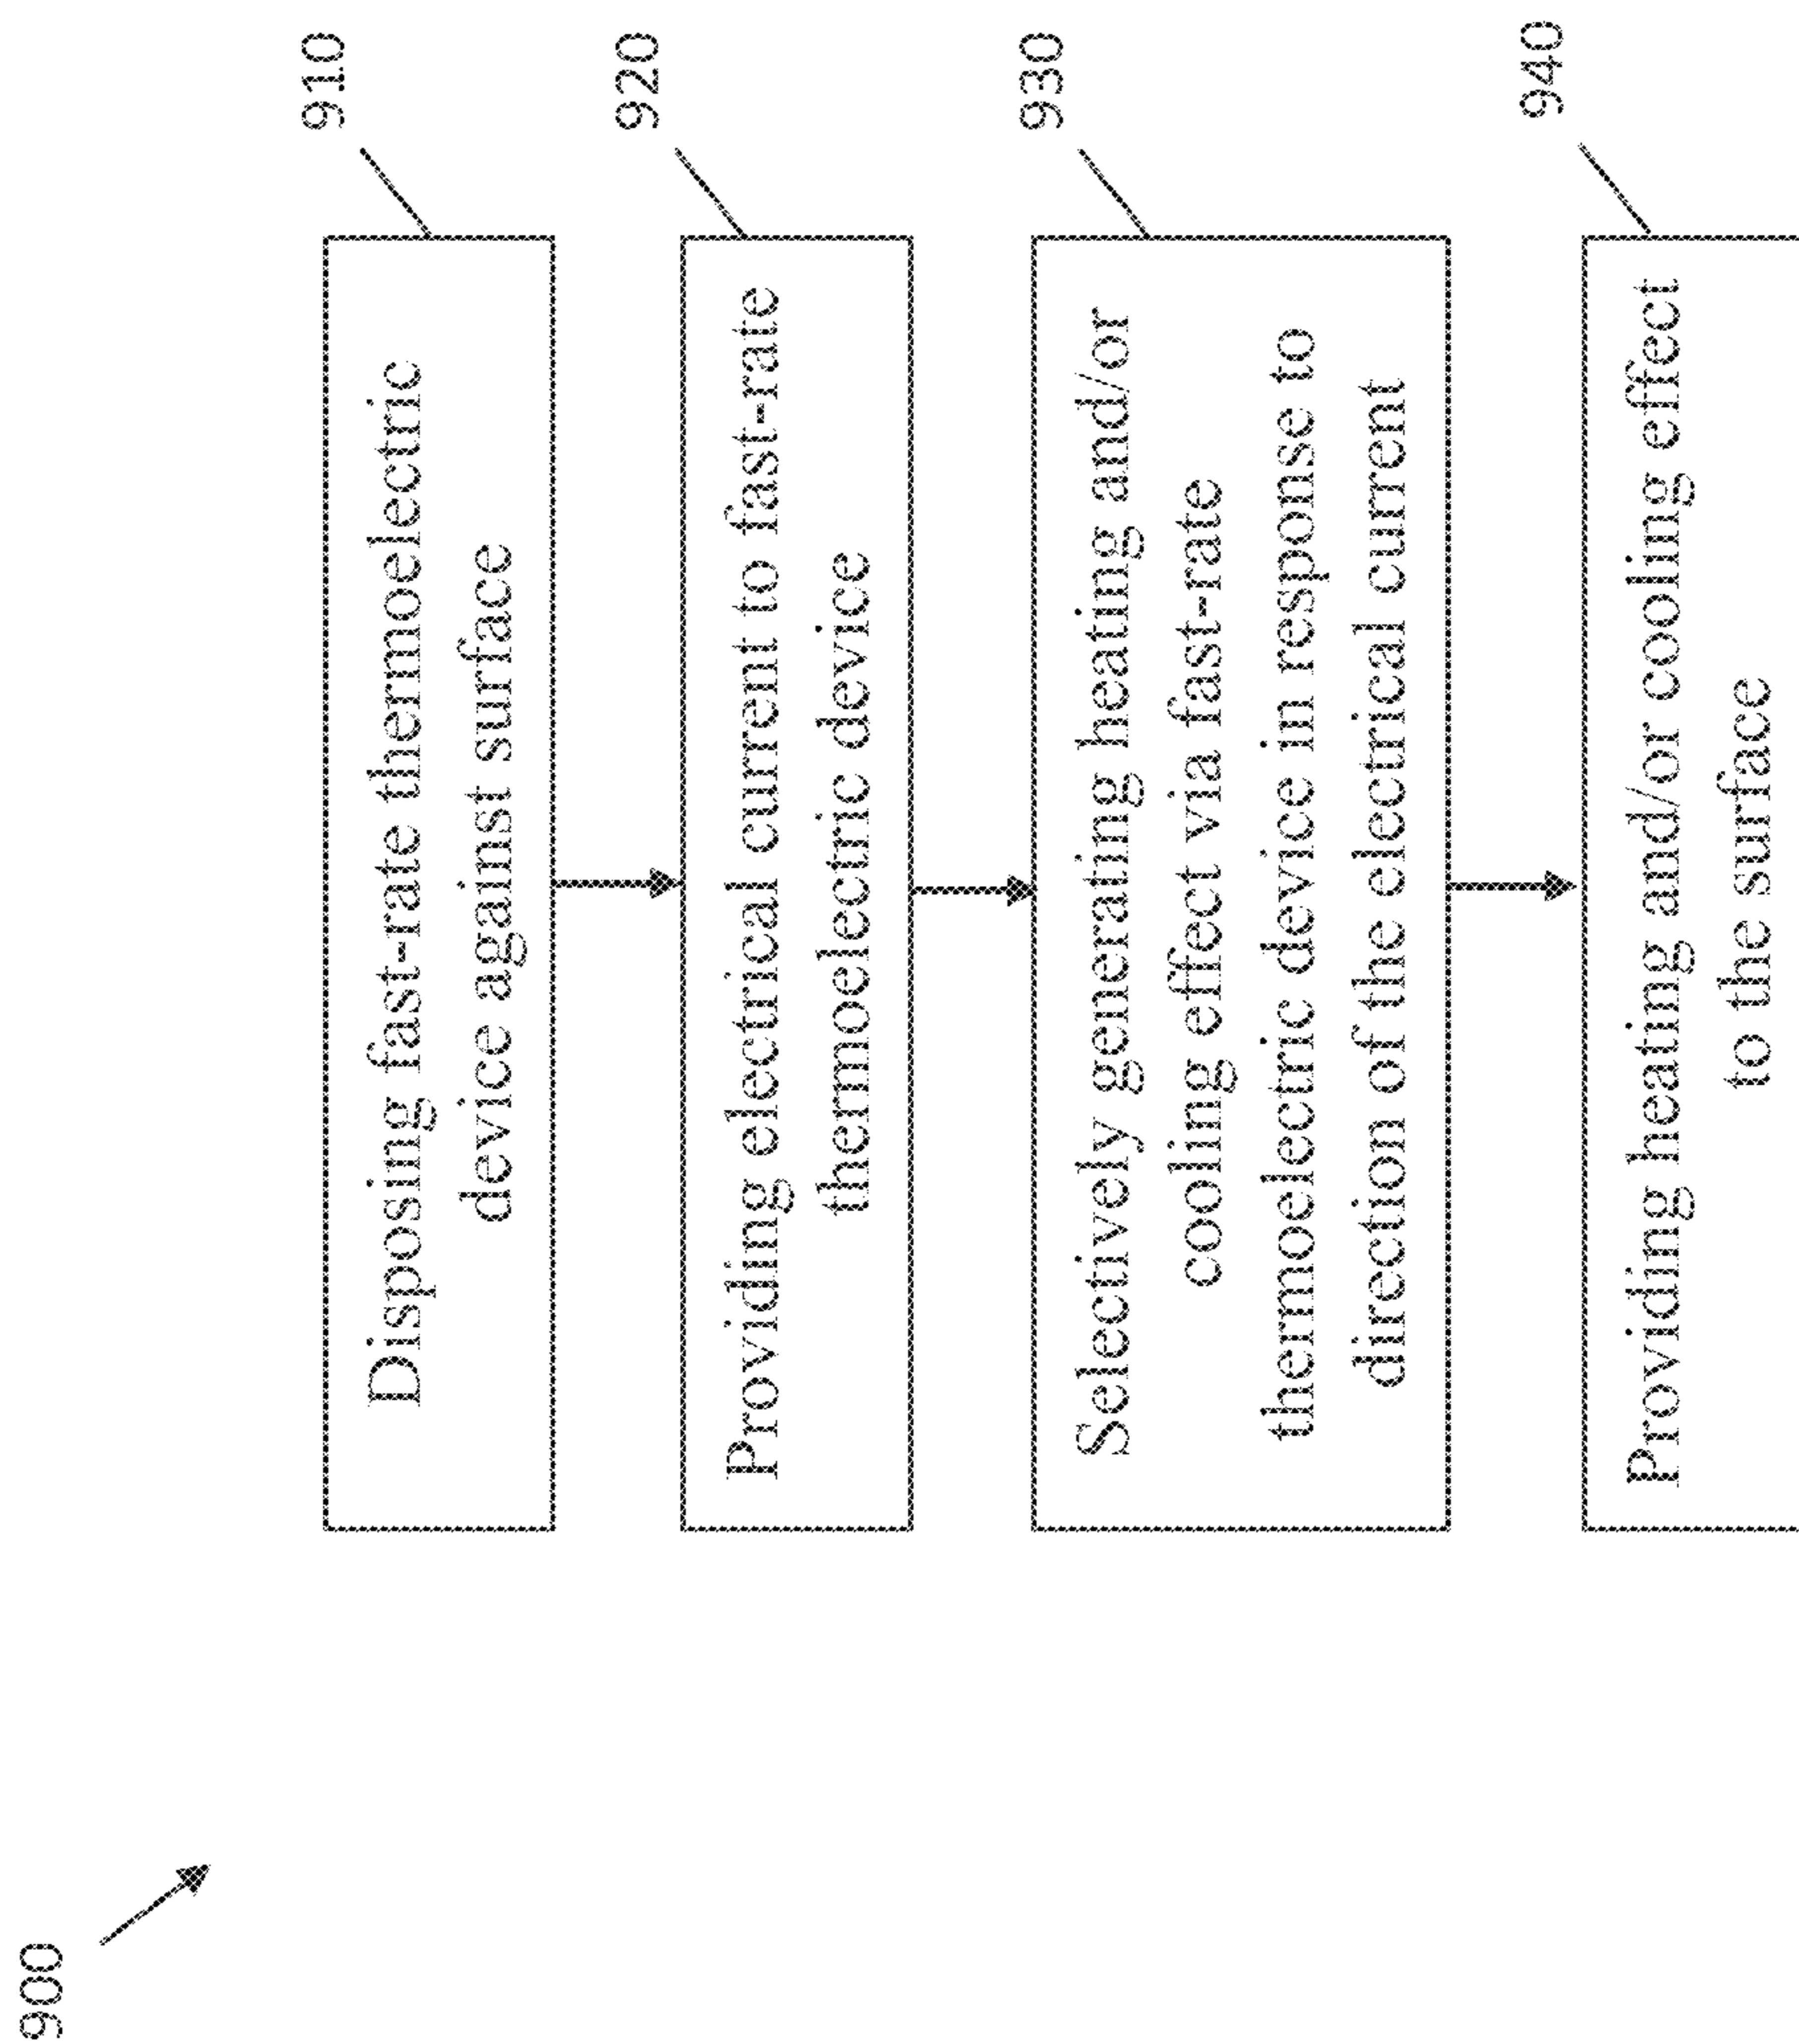 900
910
Disposing fast-rate thermoelectric
device against surface
920
Providing electrical current to fast-rate
thermoelectric device
930
Selectively generating heating and/or
cooling effect via fast-rate
thermoelectric device in response to
direction of the electrical current
940
Providing heating and/or cooling effect
to the surface